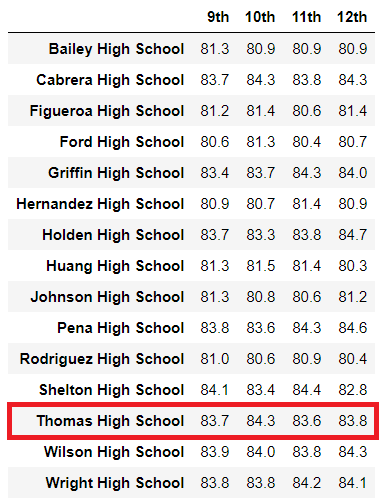 9th 10th 11th 12th
Bailey High School 81.3 80.9 80.9 80.9
Cabrera High School 83.7 84.3 83.8 84.3
Figueroa High School 81.2 81.4 80.6 81.4
Ford High School 80.6 81.3 80.4 80.7
Griffin High School 83.4 83.7 84.3 84.0
Hernandez High School 80.9 80.7 81.4 80.9
Holden High School 83.7 83.3 83.8 84.7
Huang High School 81.3 81.5 81.4 80.3
Johnson High School 81.3 80.8 80.6 81.2
Pena High School 83.8 83.6 84.3 84.6
Rodriguez High School 81.0 80.6 80.9 80.4
Shelton High School 84.1 83.4 84.4 82.8
Thomas High School 83.7 84.3 83.6 83.8
Wilson High School 83.9 84.0 83.8 84.3
Wright High School 83.8 83.8 84.2 84.1